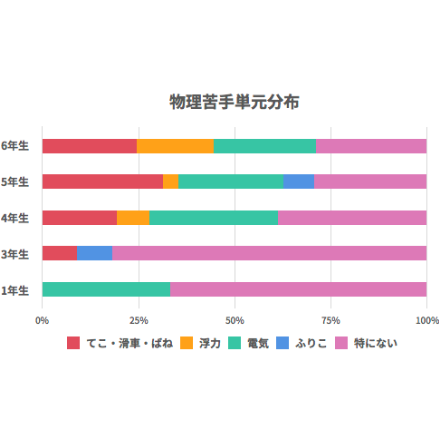 物理苦手単元分布
6年生
5年生
4年生
3年生
1年生
0% 25% 50% 75% 100%
てこ・滑車・ばね 浮力 電気 ふりこ 特にない